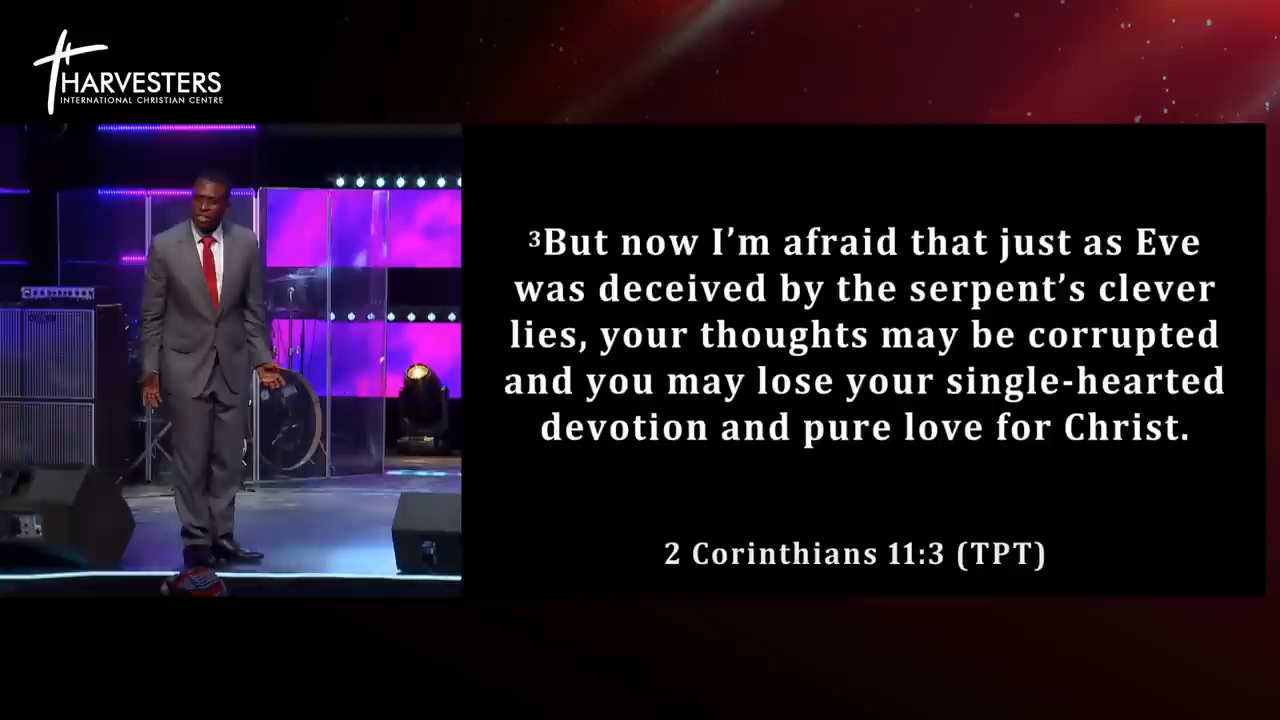 HARVESTERS
INTERNATIONAL CHRISTIAN CENTRE
³But now I’m afraid that just as Eve
was deceived by the serpent’s clever
lies, your thoughts may be corrupted
and you may lose your single-hearted
devotion and pure love for Christ.
2 Corinthians 11:3 (TPT)